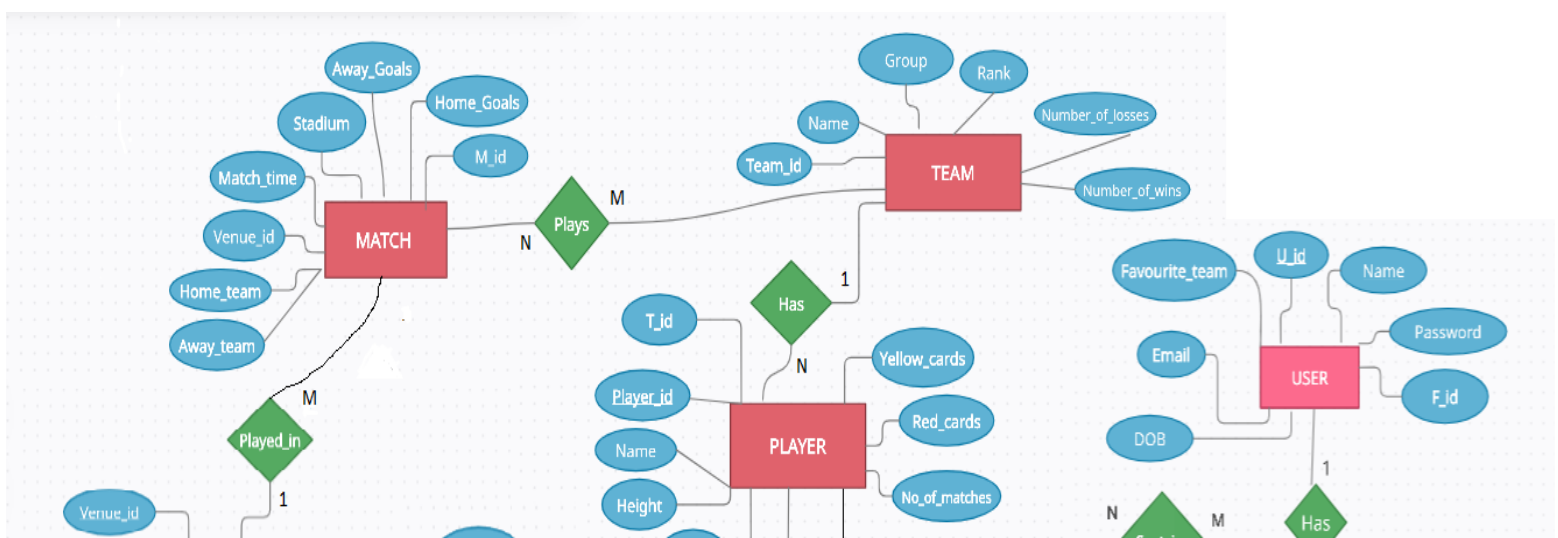 Away_Goals
Home_Goals
Stadium
M_id
Match_time
Venue_id
MATCH
Home_team
Away_team
Plays
N
M
Group
Rank
Number_of_losses
Name
Team_id
TEAM
Number_of_wins
Has
1
N
T_id
Yellow_cards
Player_id
Red_cards
PLAYER
Name
Height
No_of_matches
M
Played_in
1
Venue_id
U_id
Favourite_team
Name
Password
Email
USER
F_id
DOB
1
N
M
Has